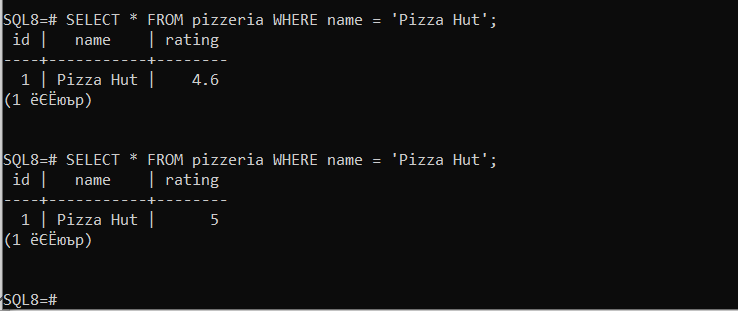 SQL8=# SELECT * FROM pizzeria WHERE name = 'Pizza Hut';
 id |   name    | rating
----+-----------+--------
  1 | Pizza Hut |    4.6
(1 ёЄЁюър)
SQL8=# SELECT * FROM pizzeria WHERE name = 'Pizza Hut';
 id |   name    | rating
----+-----------+--------
  1 | Pizza Hut |      5
(1 ёЄЁюър)
SQL8=#